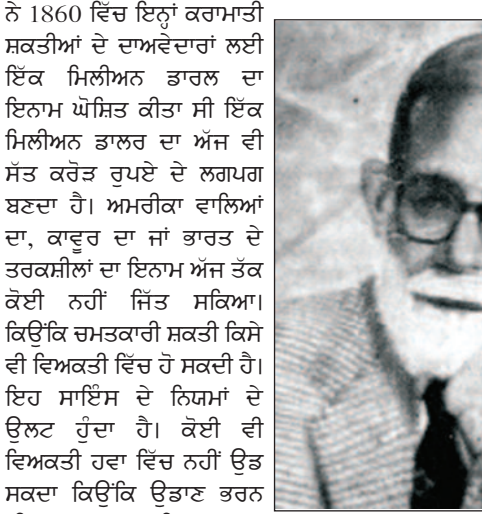 ਨੇ 1860 ਵਿੱਚ ਇਨ੍ਹਾਂ ਕਰਾਮਾਤੀ
ਸ਼ਕਤੀਆਂ ਦੇ ਦਾਅਵੇਦਾਰਾਂ ਲਈ
ਇੱਕ ਮਿਲੀਅਨ ਡਾਰਲ ਦਾ
ਇਨਾਮ ਘੋਸ਼ਿਤ ਕੀਤਾ ਸੀ ਇੱਕ
ਮਿਲੀਅਨ ਡਾਲਰ ਦਾ ਅੱਜ ਵੀ
ਸੱਤ ਕਰੋੜ ਰੁਪਏ ਦੇ ਲਗਪਗ
ਬਣਦਾ ਹੈ। ਅਮਰੀਕਾ ਵਾਲਿਆਂ
ਦਾ, ਕਾਵੂਰ ਦਾ ਜਾਂ ਭਾਰਤ ਦੇ
ਤਰਕਸ਼ੀਲਾਂ ਦਾ ਇਨਾਮ ਅੱਜ ਤੱਕ
ਕੋਈ ਨਹੀਂ ਜਿੱਤ ਸਕਿਆ।
ਕਿਉਂਕਿ ਚਮਤਕਾਰੀ ਸ਼ਕਤੀ ਕਿਸੇ
ਵੀ ਵਿਅਕਤੀ ਵਿੱਚ ਹੋ ਸਕਦੀ ਹੈ।
ਇਹ ਸਾਇੰਸ ਦੇ ਨਿਯਮਾਂ ਦੇ
ਉਲਟ ਹੁੰਦਾ ਹੈ। ਕੋਈ ਵੀ
ਵਿਅਕਤੀ ਹਵਾ ਵਿੱਚ ਨਹੀਂ ਉਡ
ਸਕਦਾ ਕਿਉਂਕਿ ਉਡਾਣ ਭਰਨ